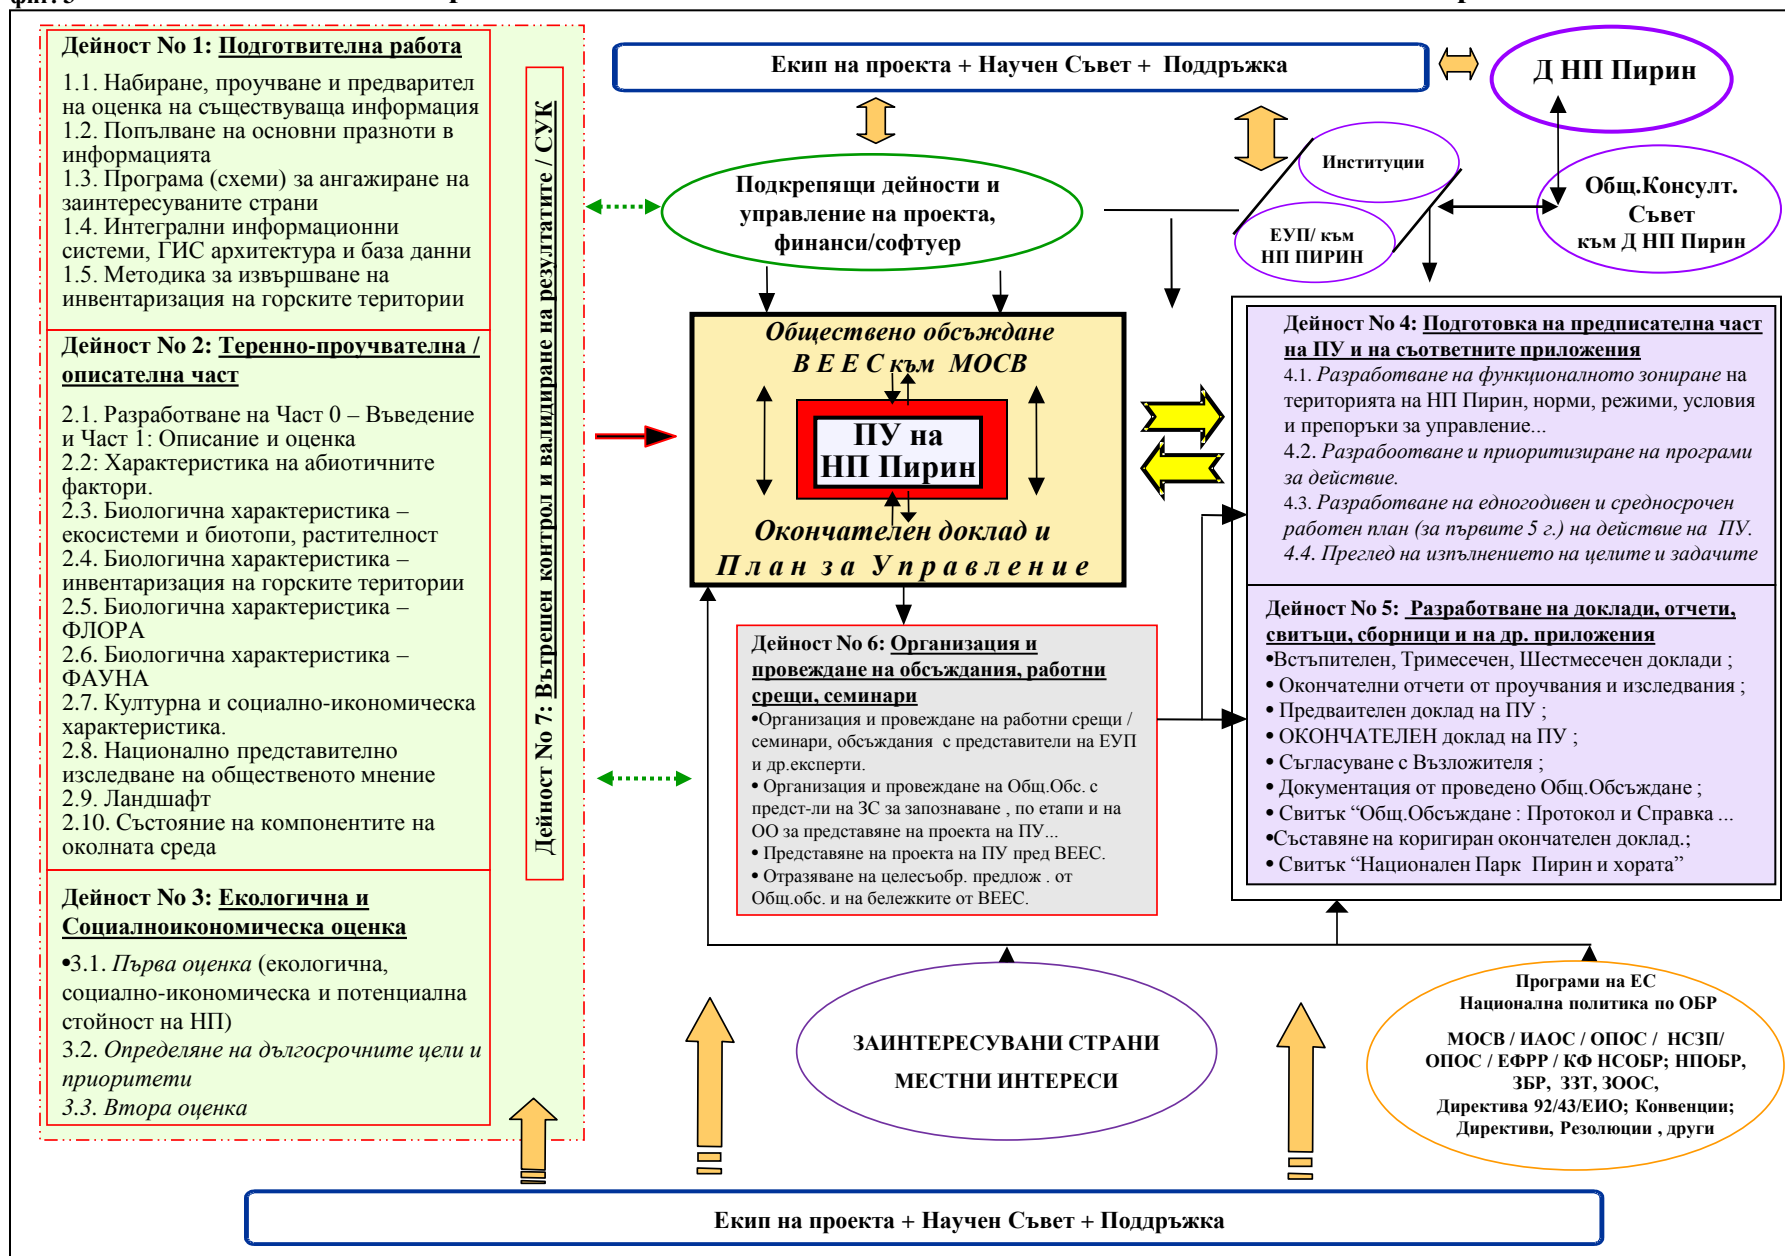 Дейност No 1: Подготвителна работа
1.1. Набиране, проучване и предварител
на оценка на съществуваща информация
1.2. Попълване на основни празноти в
информацията
1.3. Програма (схеми) за ангажиране на
заинтересуваните страни
1.4. Интегрални информационни
системи, ГИС архитектура и база данни
1.5. Методика за извършване на
инвентаризация на горските територии
Дейност No 2: Теренно-проучвателна /
описателна част
2.1. Разработване на Част 0 – Въведение
и Част 1: Описание и оценка
2.2: Характеристика на абиотичните
фактори.
2.3. Биологична характеристика –
екосистеми и биотопи, растителност
2.4. Биологична характеристика –
инвентаризация на горските територии
2.5. Биологична характеристика –
ФЛОРА
2.6. Биологична характеристика –
ФАУНА
2.7. Културна и социално-икономическа
характеристика.
2.8. Национално представително
изследване на общественото мнение
2.9. Ландшафт
2.10. Състояние на компонентите на
околната среда
Дейност No 3: Екологична и
Социалноикономическа оценка
•3.1. Първа оценка (екологична,
социално-икономическа и потенциална
стойност на НП)
3.2. Определяне на дългосрочните цели и
приоритети
3.3. Втора оценка
Дейност No 7: Вътрешен контрол и валидиране на резултатите / СУК
Екип на проекта + Научен Съвет + Поддръжка
Д НП Пирин
Подкрепящи дейности и
управление на проекта,
финанси/софтуер
Институции
ЕУП/ към
НП ПИРИН
Общ.Консулт.
Съвет
към Д НП Пирин
Обществено обсъждане
В Е Е С към МОСВ
ПУ на
НП Пирин
Окончателен доклад и
План за Управление
Дейност No 4: Подготовка на предписателна част
на ПУ и на съответните приложения
4.1. Разработване на функционалното зониране на
територията на НП Пирин, норми, режими, условия
и препоръки за управление...
4.2. Разрабоотване и приоритизиране на програми
за действие.
4.3. Разработване на едногодивен и средносрочен
работен план (за първите 5 г.) на действие на ПУ.
4.4. Преглед на изпълнението на целите и задачите
Дейност No 5: Разработване на доклади, отчети,
свитъци, сборници и на др. приложения
•Встъпителен, Тримесечен, Шестмесечен доклади ;
• Окончателни отчети от проучвания и изследвания ;
• Предваителен доклад на ПУ ;
• ОКОНЧАТЕЛЕН доклад на ПУ ;
• Съгласуване с Възложителя ;
• Документация от проведено Общ.Обсъждане ;
• Свитък “Общ.Обсъждане : Протокол и Справка ...
•Съставяне на коригиран окончателен доклад.;
• Свитък “Национален Парк Пирин и хората”
Дейност No 6: Организация и
провеждане на обсъждания, работни
срещи, семинари
•Организация и провеждане на работни срещи /
семинари, обсъждания с представители на ЕУП
и др.експерти.
• Организация и провеждане на Общ.Обс. с
предст-ли на ЗС за запознаване , по етапи и на
ОО за представяне на проекта на ПУ...
• Представяне на проекта на ПУ пред ВЕЕС.
• Отразяване на целесъобр. предлож . от
Общ.обс. и на бележките от ВЕЕС.
ЗАИНТЕРЕСУВАНИ СТРАНИ
МЕСТНИ ИНТЕРЕСИ
Програми на ЕС
Национална политика по ОБР
МОСВ / ИАОС / ОПОС / НСЗП/
ОПОС / ЕФРР / КФ НСОБР; НПОБР,
ЗБР, ЗЗТ, ЗООС,
Директива 92/43/ЕИО; Конвенции;
Директиви, Резолюции , други
Екип на проекта + Научен Съвет + Поддръжка